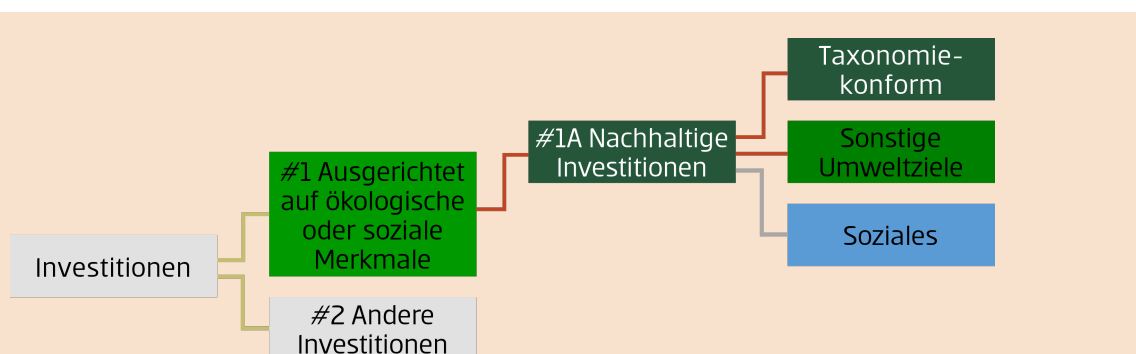 Taxonomie-
konform
#1A Nachhaltige
Investitionen
Sonstige
Umweltziele
#1 Ausgerichtet
auf ökologische
oder soziale
Merkmale
Soziales
Investitionen
#2 Andere
Investitionen